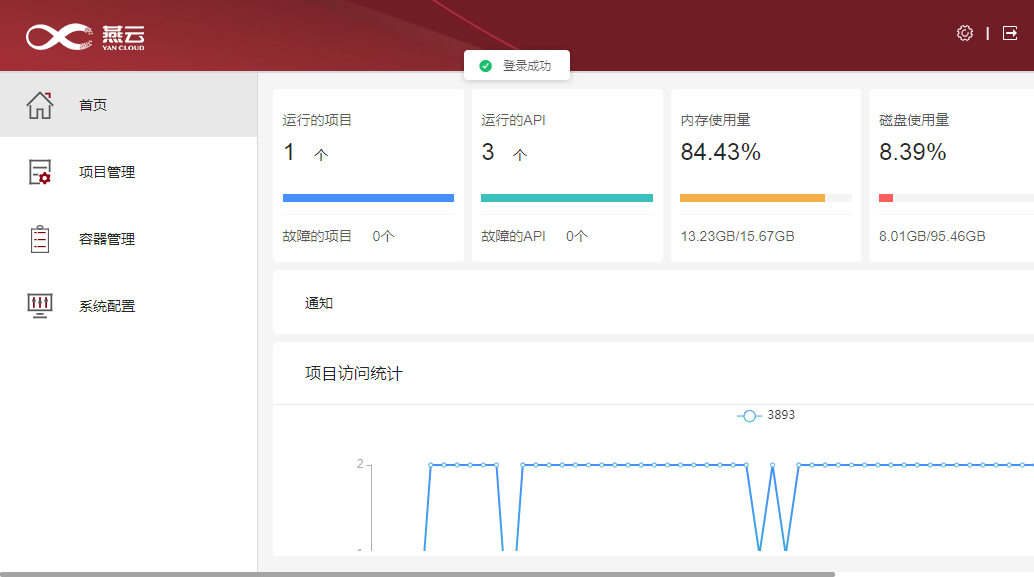 燕云
YAN CLOUD
登录成功
首页
项目管理
容器管理
系统配置
运行的项目
1 个
故障的项目 0个
运行的API
3 个
故障的API 0个
内存使用量
84.43%
13.23GB/15.67GB
磁盘使用量
8.39%
8.01GB/95.46GB
通知
项目访问统计
3893
2